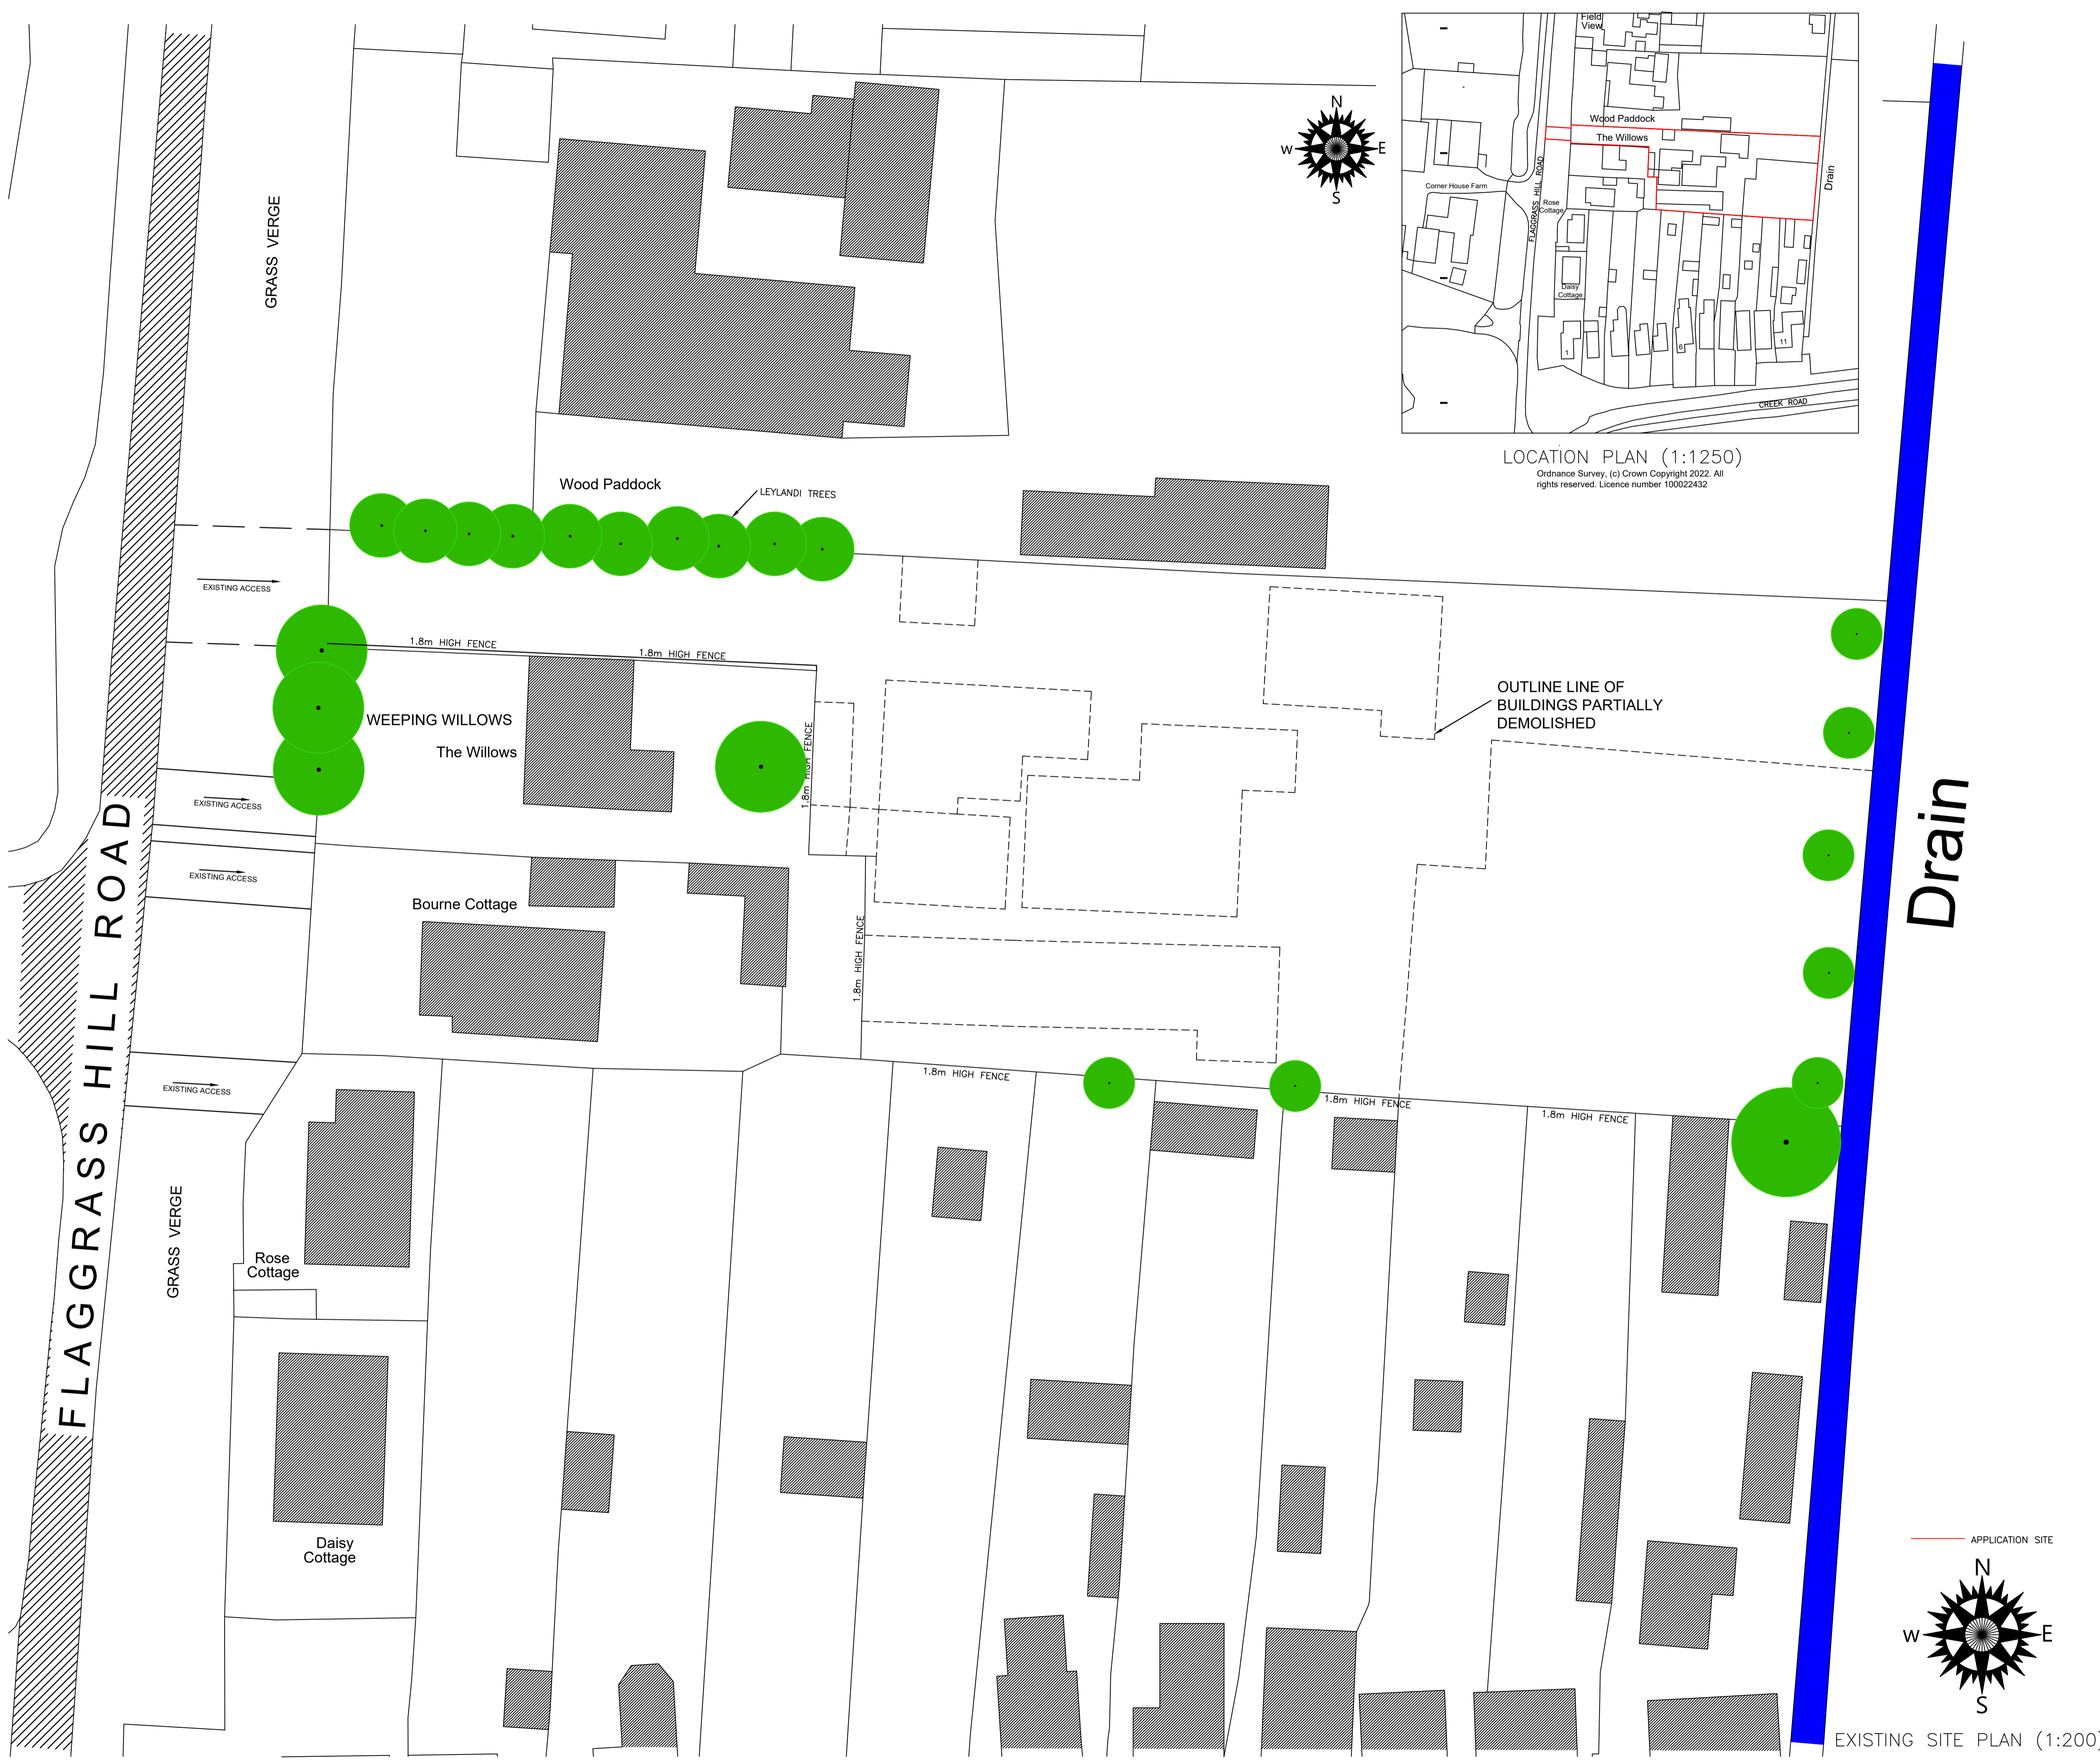 GRASS VERGE
N
W
E
S
Field
View
Wood Paddock
The Willows
Corner House Farm
FLAGGRASS HILL ROAD
Rose
Cottage
Daisy
Cottage
Drain
1
6
11
CREEK ROAD
LOCATION PLAN (1:1250)
Ordnance Survey, (c) Crown Copyright 2022. All
rights reserved. Licence number 100022432
Wood Paddock
LEYLANDI TREES
EXISTING ACCESS
1.8m HIGH FENCE
1.8m HIGH FENCE
WEEPING WILLOWS
The Willows
1.8m HIGH FENCE
OUTLINE LINE OF
BUILDINGS PARTIALLY
DEMOLISHED
EXISTING ACCESS
EXISTING ACCESS
Bourne Cottage
1.8m HIGH FENCE
Drain
FLAGGRASS HILL ROAD
EXISTING ACCESS
1.8m HIGH FENCE
1.8m HIGH FENCE
1.8m HIGH FENCE
GRASS VERGE
Rose
Cottage
Daisy
Cottage
APPLICATION SITE
N
W
E
S
EXISTING SITE PLAN (1:200)